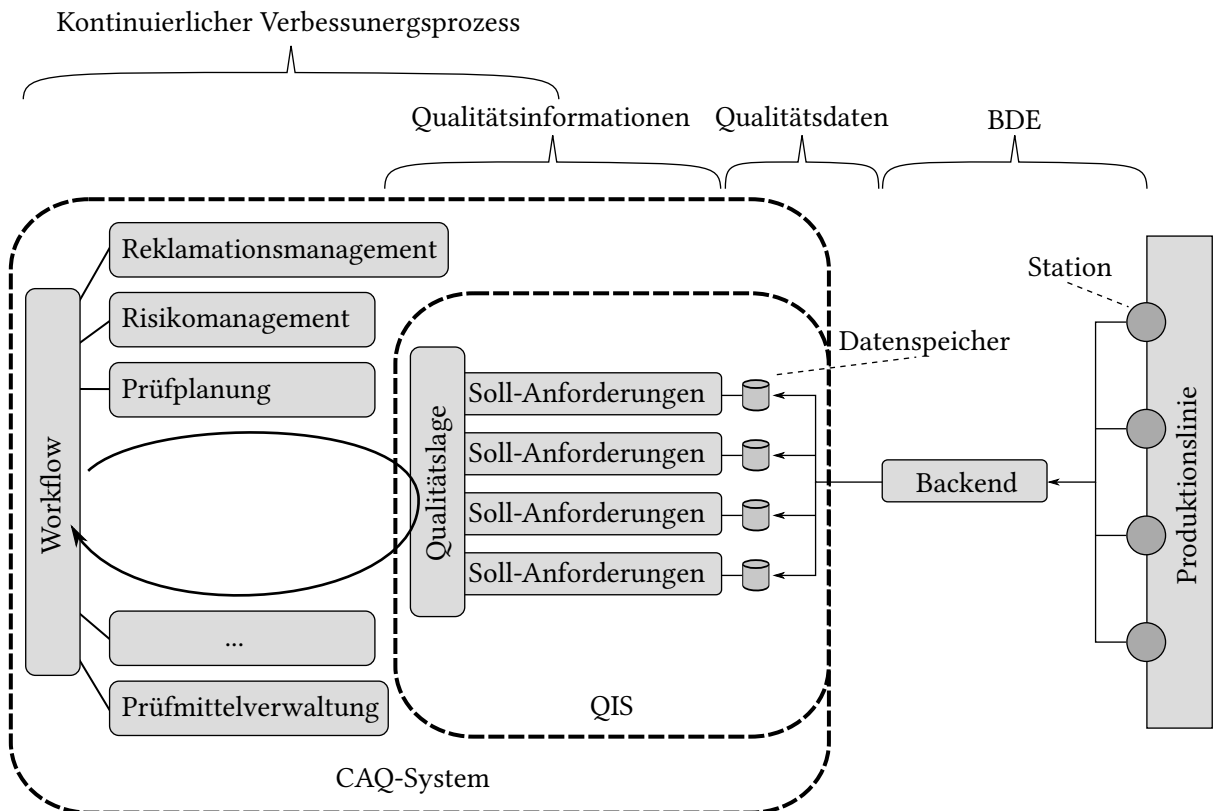 Kontinuierlicher Verbessunergsprozess
Qualitätsinformationen
Qualitätsdaten
BDE
Reklamationsmanagement
Risikomanagement
Prüfplanung
Workflow
...
Prüfmittelverwaltung
Qualitätslage
Soll-Anforderungen
Soll-Anforderungen
Soll-Anforderungen
Soll-Anforderungen
Datenspeicher
Station
Backend
Produktionslinie
QIS
CAQ-System